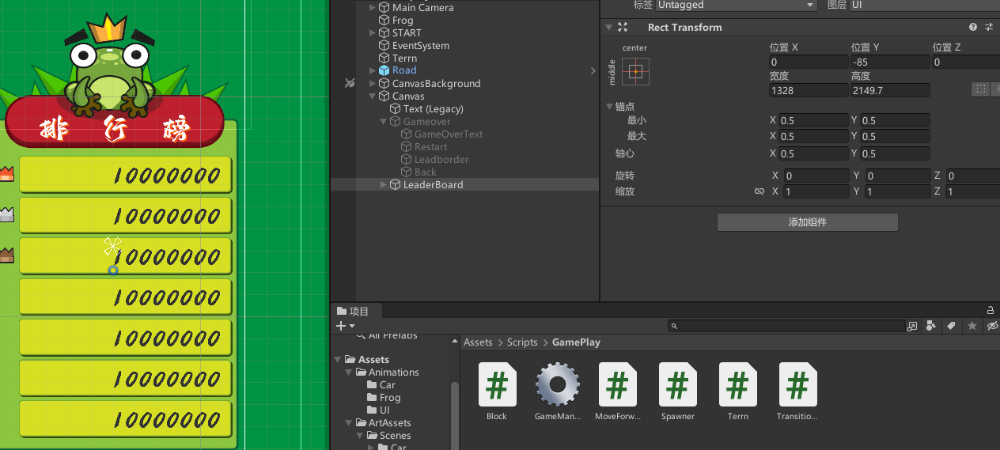 排 行 榜
10000000
10000000
10000000
10000000
10000000
10000000
10000000
Main Camera
Frog
START
EventSystem
Terrn
Road
CanvasBackground
Canvas
Text (Legacy)
Gameover
GameOverText
Restart
Leadborder
Back
LeaderBoard
标签 Untagged 图层 UI
Rect Transform
center
middle
位置 X 位置 Y 位置 Z
0 -85 0
宽度 高度
1328 2149.7
锚点
最小 X 0.5 Y 0.5
最大 X 0.5 Y 0.5
轴心 X 0.5 Y 0.5
旋转 X 0 Y 0 Z 0
缩放 X 1 Y 1 Z 1
添加组件
项目
All Prefabs
Assets
Animations
Car
Frog
UI
ArtAssets
Scenes
Car
Assets > Scripts > GamePlay
Block GameMan... MoveForw... Spawner Terrn Transitio...